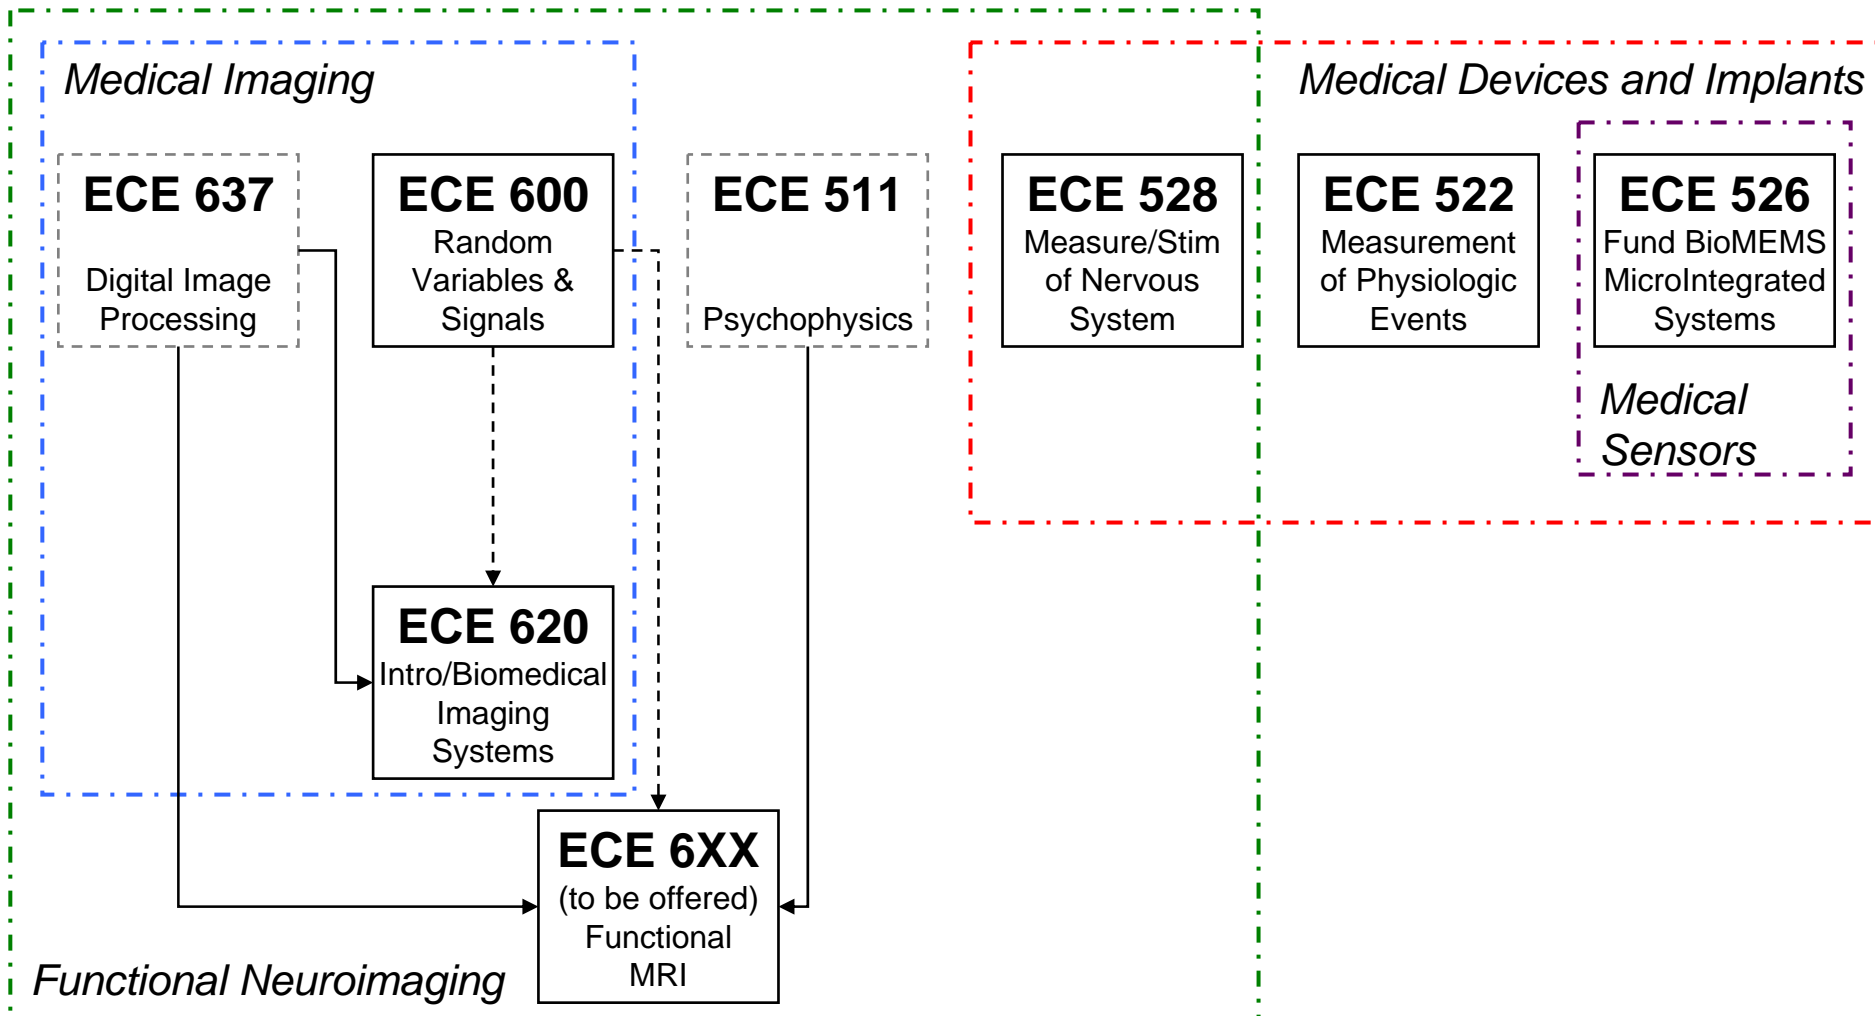 Medical Imaging
Medical Devices and Implants
ECE 637
Digital Image
Processing
ECE 600
Random
Variables &
Signals
ECE 511
Psychophysics
ECE 528
Measure/Stim
of Nervous
System
ECE 522
Measurement
of Physiologic
Events
ECE 526
Fund BioMEMS
MicroIntegrated
Systems
Medical
Sensors
ECE 620
Intro/Biomedical
Imaging
Systems
ECE 6XX
(to be offered)
Functional
MRI
Functional Neuroimaging